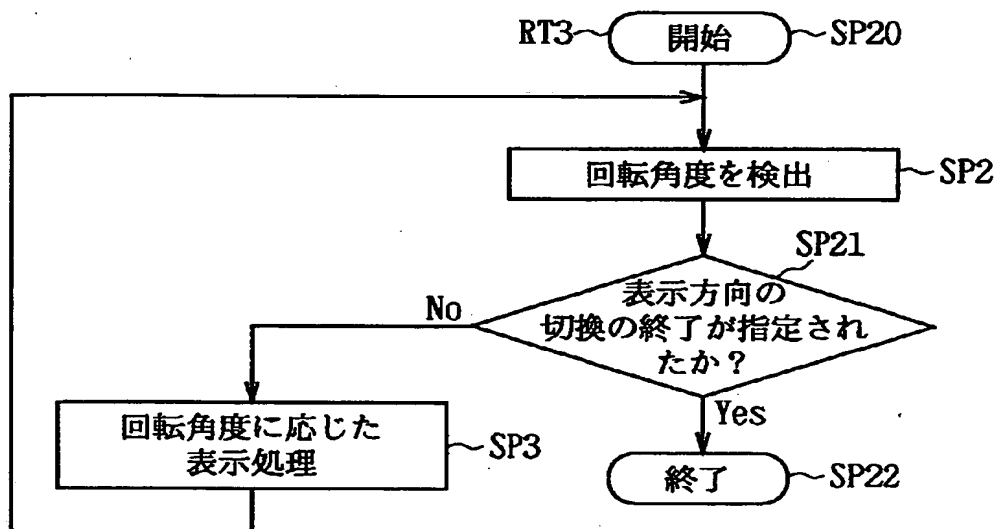 RT3
開始
SP20
回転角度を検出
SP2
SP21
表示方向の
切換の終了が指定され
たか？
No
Yes
回転角度に応じた
表示処理
SP3
終了
SP22